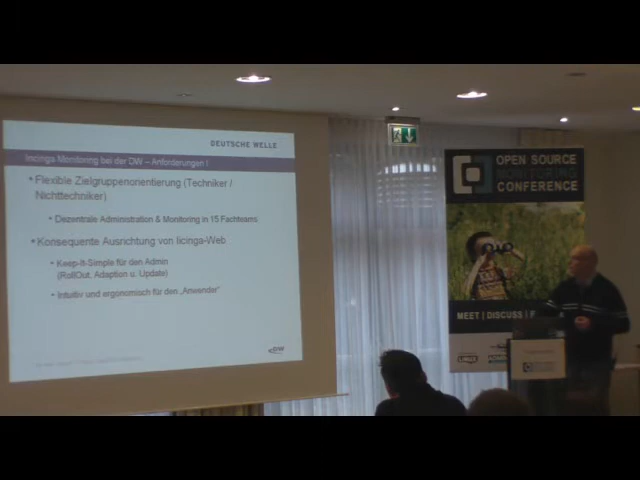 DEUTSCHE WELLE
Icinga Monitoring bei der DW – Anforderungen I
Flexible Zielgruppenorientierung (Techniker /
Nichttechniker)
Dezentrale Administration & Monitoring in 15 Fachteams
Konsequente Ausrichtung von Iicinga-Web
Keep-It-Simple für den Admin
(RollOut, Adaption u. Update)
Intuitiv und ergonomisch für den „Anwender"
DW
OPEN SOURCE
MONITORING
CONFERENCE
MEET | DISCUSS |